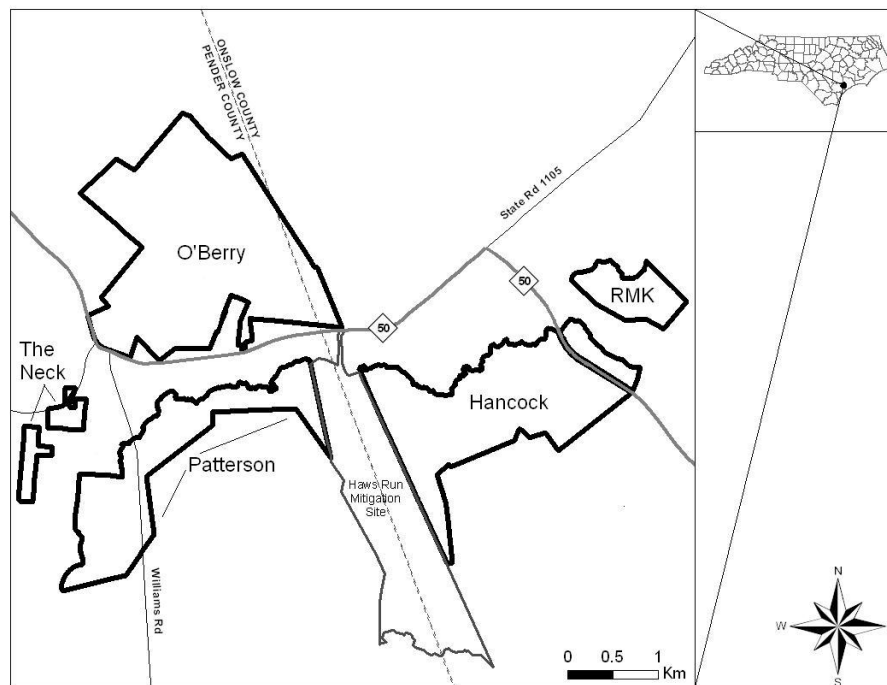 ONSLOW COUNTY
PENDER COUNTY
State Rd 1105
O'Berry
RMK
50
50
The
Neck
Hancock
Patterson
Haws Run
Mitigation
Site
Williams Rd
N
W
E
S
0 0.5 1
Km